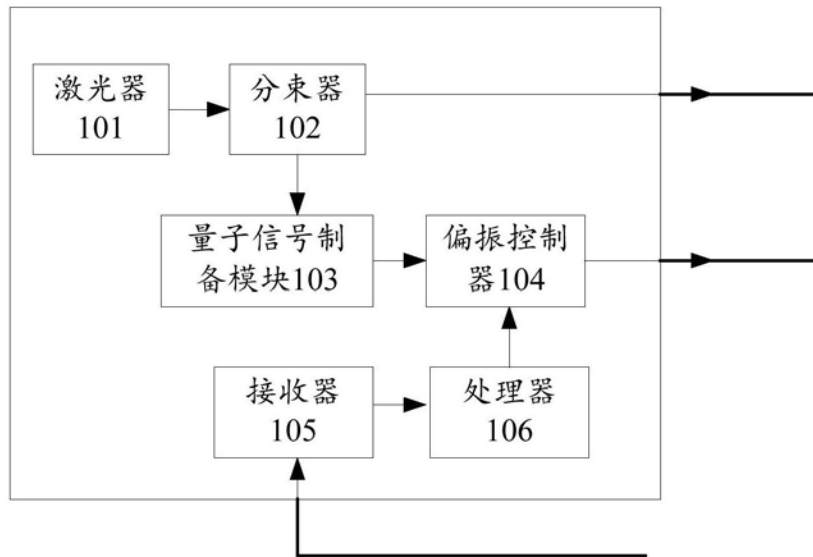 激光器
101
分束器
102
量子信号制
备模块103
偏振控制
器104
接收器
105
处理器
106